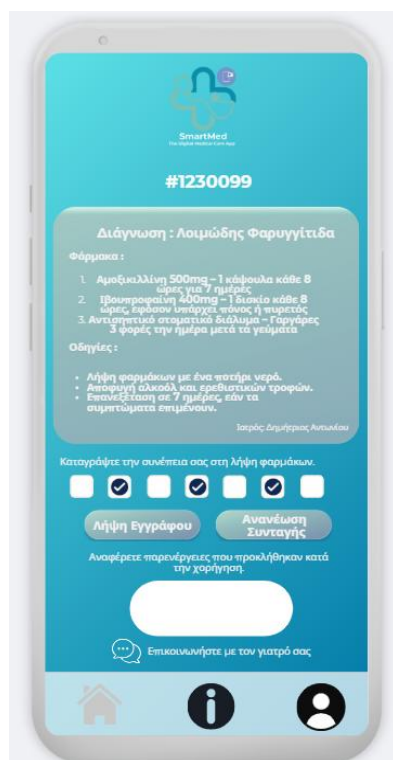 SmartMed
The Digital Medical Care App
#1230099
Διάγνωση : Λοιμώδης Φαρυγγίτιδα
Φάρμακα :
1. Αμοξικιλλίνη 500mg – 1 κάψουλα κάθε 8
ώρες για 7 ημέρες
2. Ιβουπροφαίνη 400mg – 1 δισκίο κάθε 8
ώρες, εφόσον υπάρχει πόνος ή πυρετός
3. Αντισηπτικό στοματικό διάλυμα – Γαργάρες
3 φορές την ημέρα μετά τα γεύματα
Οδηγίες :
• Λήψη φαρμάκων με ένα ποτήρι νερό.
• Αποφυγή αλκοόλ και ερεθιστικών τροφών.
• Επανεξέταση σε 7 ημέρες, εάν τα
συμπτώματα επιμένουν.
Ιατρός: Δημήτριος Αντωνίου
Καταγράψτε την συνέπεια σας στη λήψη φαρμάκων.
Λήψη Εγγράφου
Ανανέωση
Συνταγής
Αναφέρετε παρενέργειες που προκλήθηκαν κατά
την χορήγηση.
Επικοινωνήστε με τον γιατρό σας